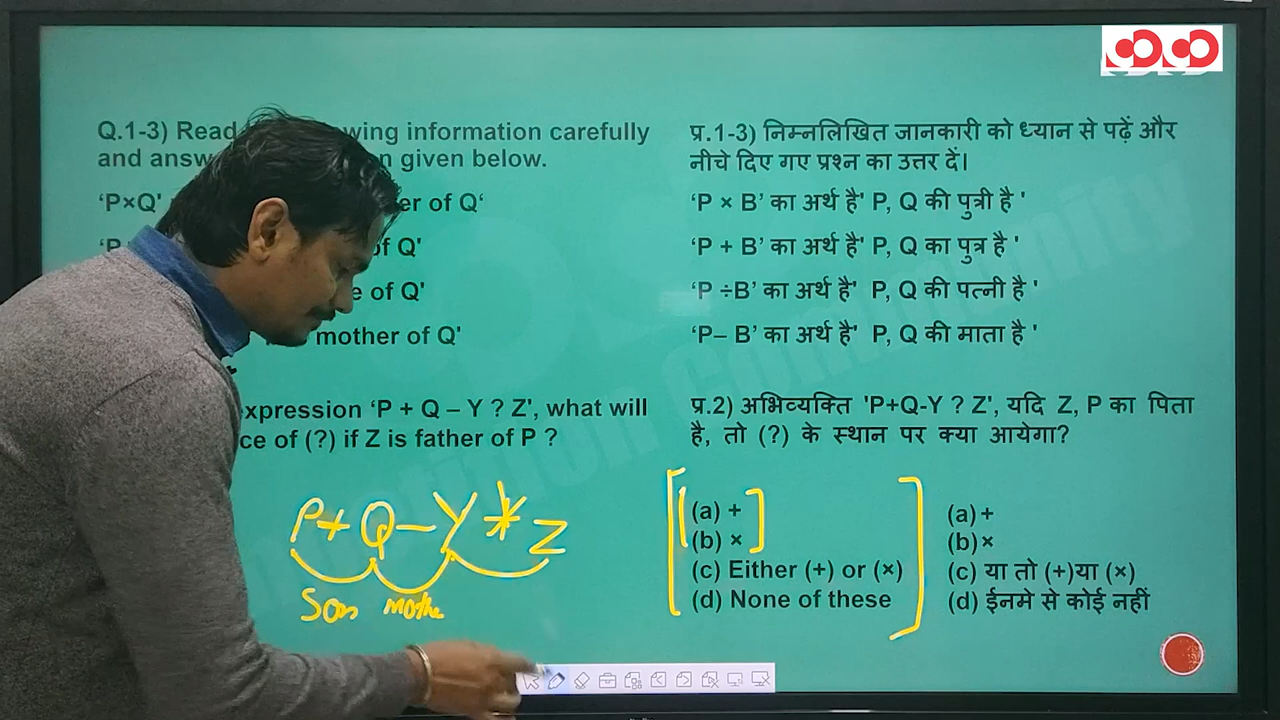 Q.1-3) Read wing information carefully
and answ n given below.
‘P×Q' er of Q‘
‘P of Q'
e of Q'
mother of Q'
expression ‘P + Q – Y ? Z', what will
ce of (?) if Z is father of P ?
P+Q–Y*Z
Son mothe
प्र.1-3) निम्नलिखित जानकारी को ध्यान से पढ़ें और
नीचे दिए गए प्रश्न का उत्तर दें।
‘P × B’ का अर्थ है' P, Q की पुत्री है '
‘P + B’ का अर्थ है' P, Q का पुत्र है '
‘P ÷B’ का अर्थ है' P, Q की पत्नी है '
‘P– B’ का अर्थ है' P, Q की माता है '
प्र.2) अभिव्यक्ति 'P+Q-Y ? Z', यदि Z, P का पिता
है, तो (?) के स्थान पर क्या आयेगा?
(a) +
(b) ×
(c) Either (+) or (×)
(d) None of these
(a) +
(b) ×
(c) या तो (+)या (×)
(d) ईनमे से कोई नहीं